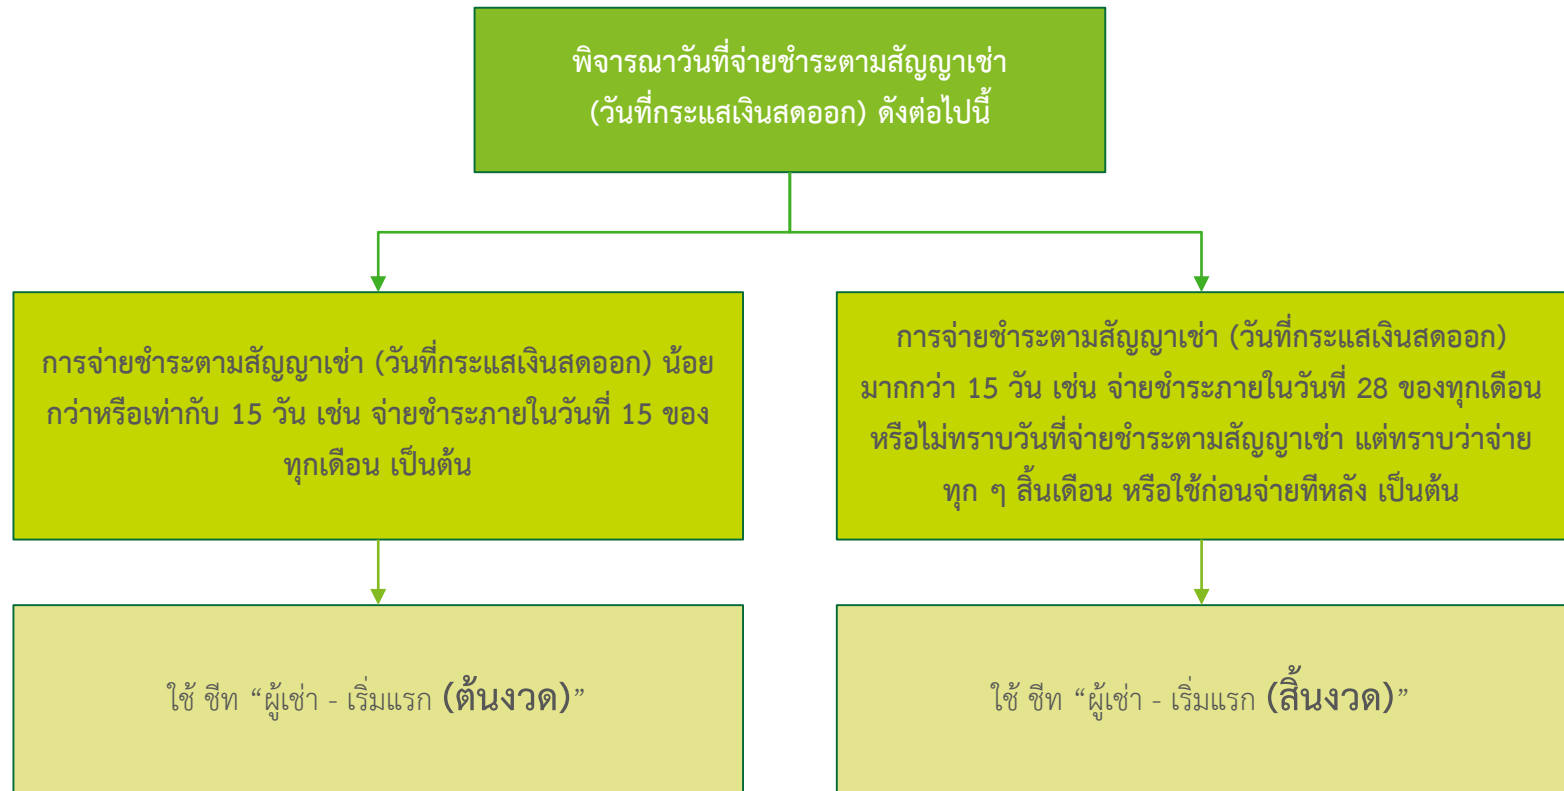 พิจารณาวันที่จ่ายชำระตามสัญญาเช่า
(วันที่กระแสเงินสดออก) ดังต่อไปนี้
การจ่ายชำระตามสัญญาเช่า (วันที่กระแสเงินสดออก) น้อย
กว่าหรือเท่ากับ 15 วัน เช่น จ่ายชำระภายในวันที่ 15 ของ
ทุกเดือน เป็นต้น
การจ่ายชำระตามสัญญาเช่า (วันที่กระแสเงินสดออก)
มากกว่า 15 วัน เช่น จ่ายชำระภายในวันที่ 28 ของทุกเดือน
หรือไม่ทราบวันที่จ่ายชำระตามสัญญาเช่า แต่ทราบว่าจ่าย
ทุก ๆ สิ้นเดือน หรือใช้ก่อนจ่ายทีหลัง เป็นต้น
ใช้ ชีท “ผู้เช่า - เริ่มแรก (ต้นงวด)”
ใช้ ชีท “ผู้เช่า - เริ่มแรก (สิ้นงวด)”